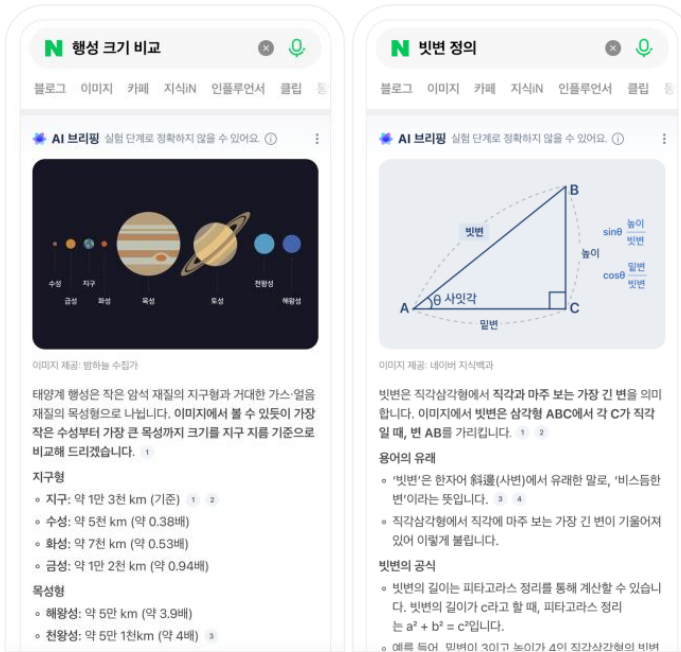 N 행성 크기 비교
블로그 이미지 카페 지식iN 인플루언서 클립
AI 브리핑 실험 단계로 정확하지 않을 수 있어요.
수성
금성
지구
화성
목성
토성
천왕성
해왕성
이미지 제공: 밤하늘 수집가
태양계 행성은 작은 암석 재질의 지구형과 거대한 가스·얼음
재질의 목성형으로 나뉩니다. 이미지에서 볼 수 있듯이 가장
작은 수성부터 가장 큰 목성까지 크기를 지구 지름 기준으로
비교해 드리겠습니다. 1
지구형
지구: 약 1만 3천 km (기준) 1 2
수성: 약 5천 km (약 0.38배)
화성: 약 7천 km (약 0.53배)
금성: 약 1만 2천 km (약 0.94배)
목성형
해왕성: 약 5만 km (약 3.9배)
천왕성: 약 5만 1천km (약 4배) 3
N 빗변 정의
블로그 이미지 카페 지식iN 인플루언서 클립
AI 브리핑 실험 단계로 정확하지 않을 수 있어요.
B
빗변
높이
sinθ 높이
빗변
cosθ 밑변
빗변
A
θ 사잇각
C
밑변
이미지 제공: 네이버 지식백과
빗변은 직각삼각형에서 직각과 마주 보는 가장 긴 변을 의미
합니다. 이미지에서 빗변은 삼각형 ABC에서 각 C가 직각
일 때, 변 AB를 가리킵니다. 1 2
용어의 유래
'빗변'은 한자어 斜邊(사변)에서 유래한 말로, '비스듬한
변'이라는 뜻입니다. 3 4
직각삼각형에서 직각에 마주 보는 가장 긴 변이 기울어져
있어 이렇게 불립니다.
빗변의 공식
빗변의 길이는 피타고라스 정리를 통해 계산할 수 있습니
다. 빗변의 길이가 c라고 할 때, 피타고라스 정리
는 a² + b² = c²입니다.
예를 들어, 밑변이 3이고 높이가 4인 직각삼각형의 빗변